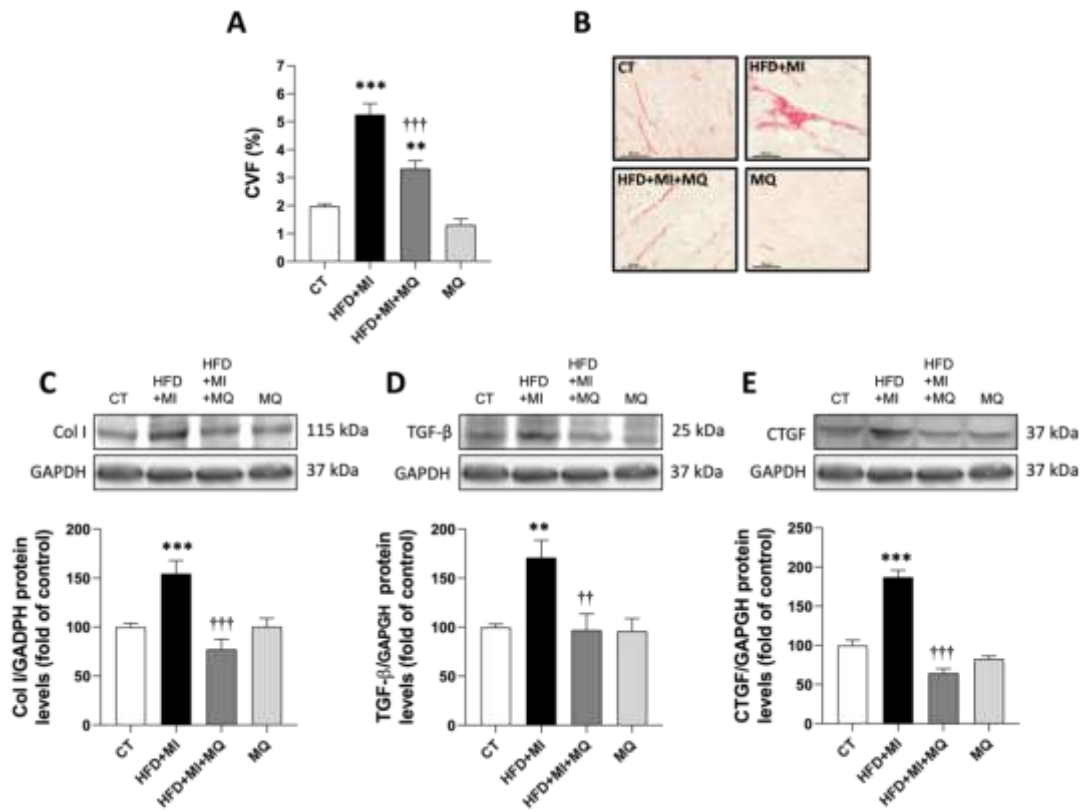 A
7
6
5
4
3
2
1
0
CVF (%)
***
†††
**
CT
HFD+MI
HFD+MI+MQ
MQ
B
CT
HFD+MI
HFD+MI+MQ
MQ
C
CT
HFD
+MI
HFD
+MI
+MQ
MQ
Col I
115 kDa
GAPDH
37 kDa
200
150
100
50
0
Col I/GADPH protein
levels (fold of control)
***
†††
CT
HFD+MI
HFD+MI+MQ
MQ
D
CT
HFD
+MI
HFD
+MI
+MQ
MQ
TGF-β
25 kDa
GAPDH
37 kDa
200
150
100
50
0
TGF-β/GAPGH protein
levels (fold of control)
**
††
CT
HFD+MI
HFD+MI+MQ
MQ
E
CT
HFD
+MI
HFD
+MI
+MQ
MQ
CTGF
37 kDa
GAPDH
37 kDa
250
200
150
100
50
0
CTGF/GAPGH protein
levels (fold of control)
***
†††
CT
HFD+MI
HFD+MI+MQ
MQ